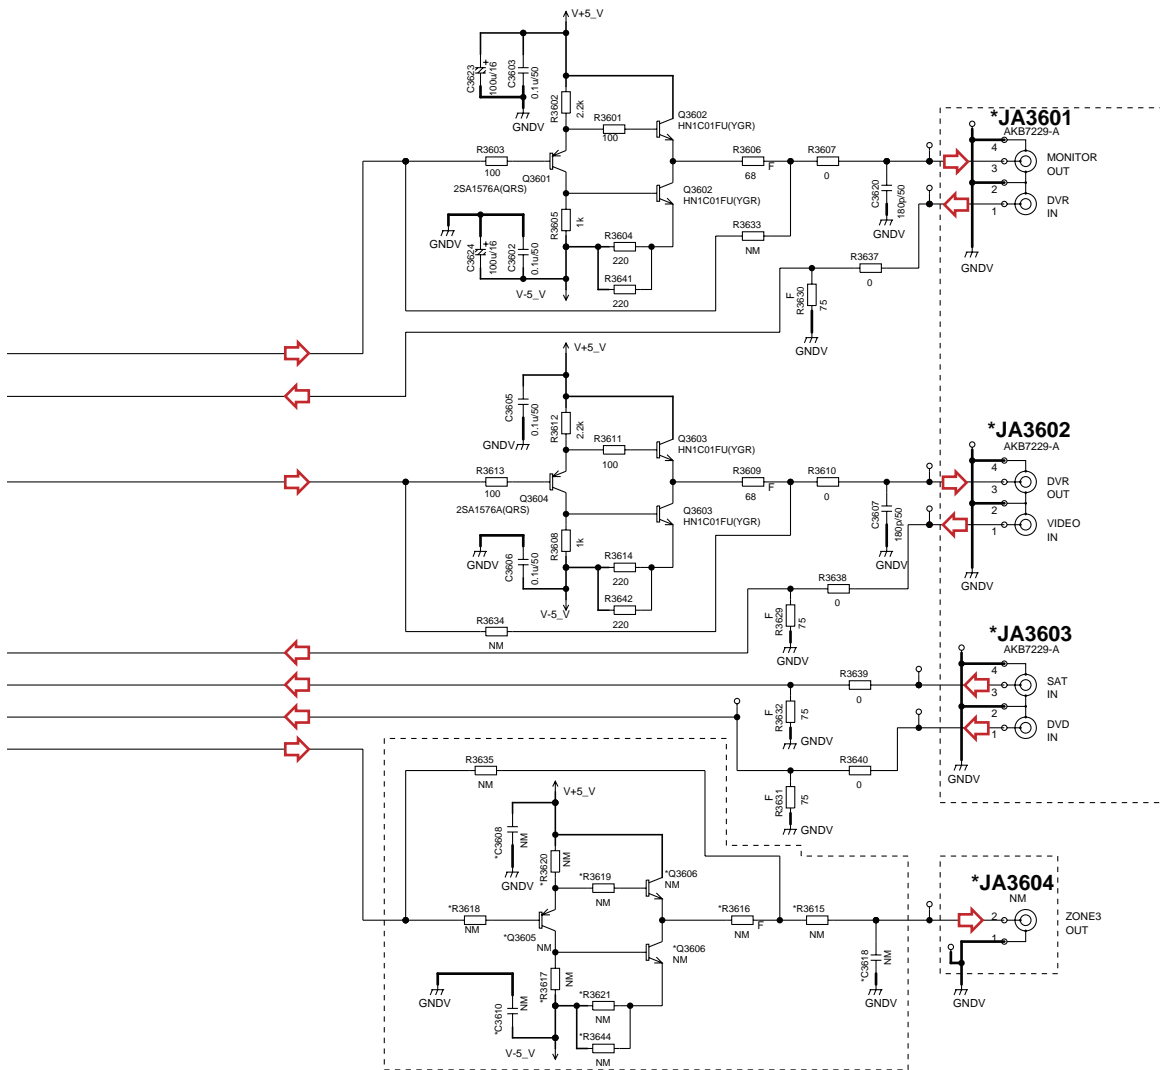 V+5_V
C3623
100u/16
+
C3603
0.1u/50
GNDV
R3602
2.2k
R3601
100
Q3602
HN1C01FU(YGR)
R3603
100
Q3601
2SA1576A(QRS)
Q3602
HN1C01FU(YGR)
R3606
68
F
R3607
0
C3620
180p/50
GNDV
GNDV
C3624
100u/16
+
C3602
0.1u/50
R3605
1k
R3604
220
R3641
220
V-5_V
R3633
NM
R3637
0
F
R3630
75
GNDV
*JA3601
AKB7229-A
4
3
2
1
MONITOR
OUT
DVR
IN
GNDV
V+5_V
C3605
0.1u/50
GNDV
R3612
2.2k
R3611
100
Q3603
HN1C01FU(YGR)
R3613
100
Q3604
2SA1576A(QRS)
Q3603
HN1C01FU(YGR)
R3609
68
F
R3610
0
C3607
180p/50
GNDV
GNDV
C3606
0.1u/50
R3608
1k
R3614
220
R3642
220
V-5_V
R3634
NM
R3638
0
F
R3629
75
GNDV
*JA3602
AKB7229-A
4
3
2
1
DVR
OUT
VIDEO
IN
GNDV
*JA3603
AKB7229-A
4
3
2
1
SAT
IN
DVD
IN
GNDV
R3639
0
F
R3632
75
GNDV
R3640
0
F
R3631
75
GNDV
R3635
NM
V+5_V
*C3608
NM
GNDV
*R3620
NM
*R3619
NM
*Q3606
NM
*R3618
NM
*Q3605
NM
*Q3606
NM
*R3616
NM
F
*R3615
NM
*C3618
NM
GNDV
GNDV
*C3610
NM
*R3617
NM
*R3621
NM
*R3644
NM
V-5_V
*JA3604
NM
2
1
ZONE3
OUT
GNDV